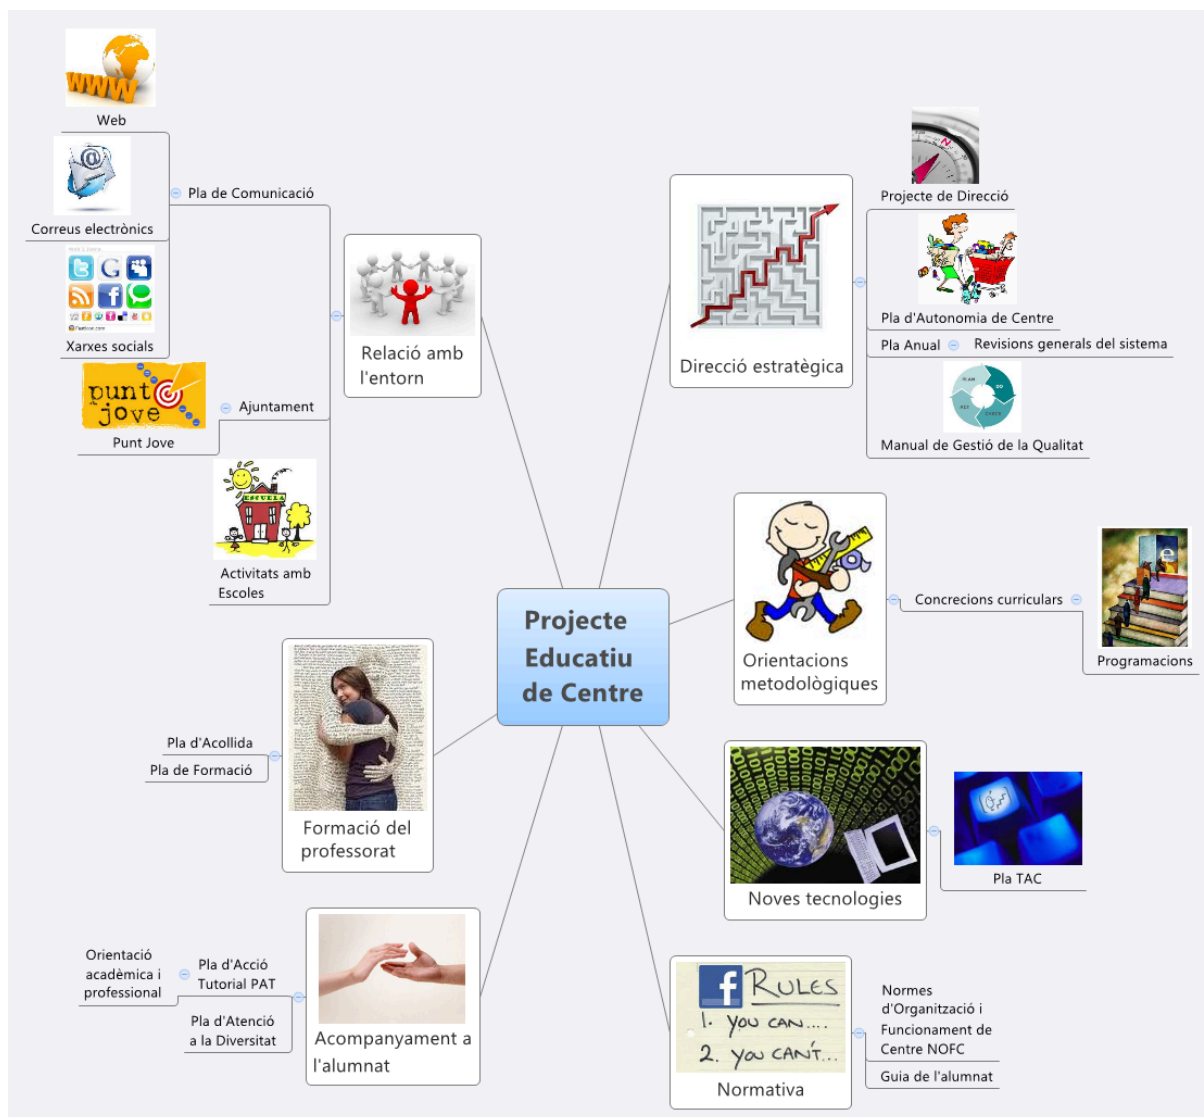 Projecte
Educatiu
de Centre
WWW
Web
@
Correus electrònics
Xarxes socials
Pla de Comunicació
punt
jove
Punt Jove
Ajuntament
ESCUELA
Activitats amb
Escoles
Relació amb
l'entorn
Direcció estratègica
N
Projecte de Direcció
Pla d'Autonomia de Centre
Pla Anual
Revisions generals del sistema
Manual de Gestió de la Qualitat
Orientacions
metodològiques
Concrecions curriculars
e
Programacions
Formació del
professorat
Pla d'Acollida
Pla de Formació
Noves tecnologies
Pla TAC
Acompanyament a
l'alumnat
Pla d'Acció
Tutorial PAT
Orientació
acadèmica i
professional
Pla d'Atenció
a la Diversitat
f RULES
1. YOU CAN....
2. YOU CAN'T...
Normativa
Normes
d'Organització i
Funcionament de
Centre NOFC
Guia de l'alumnat